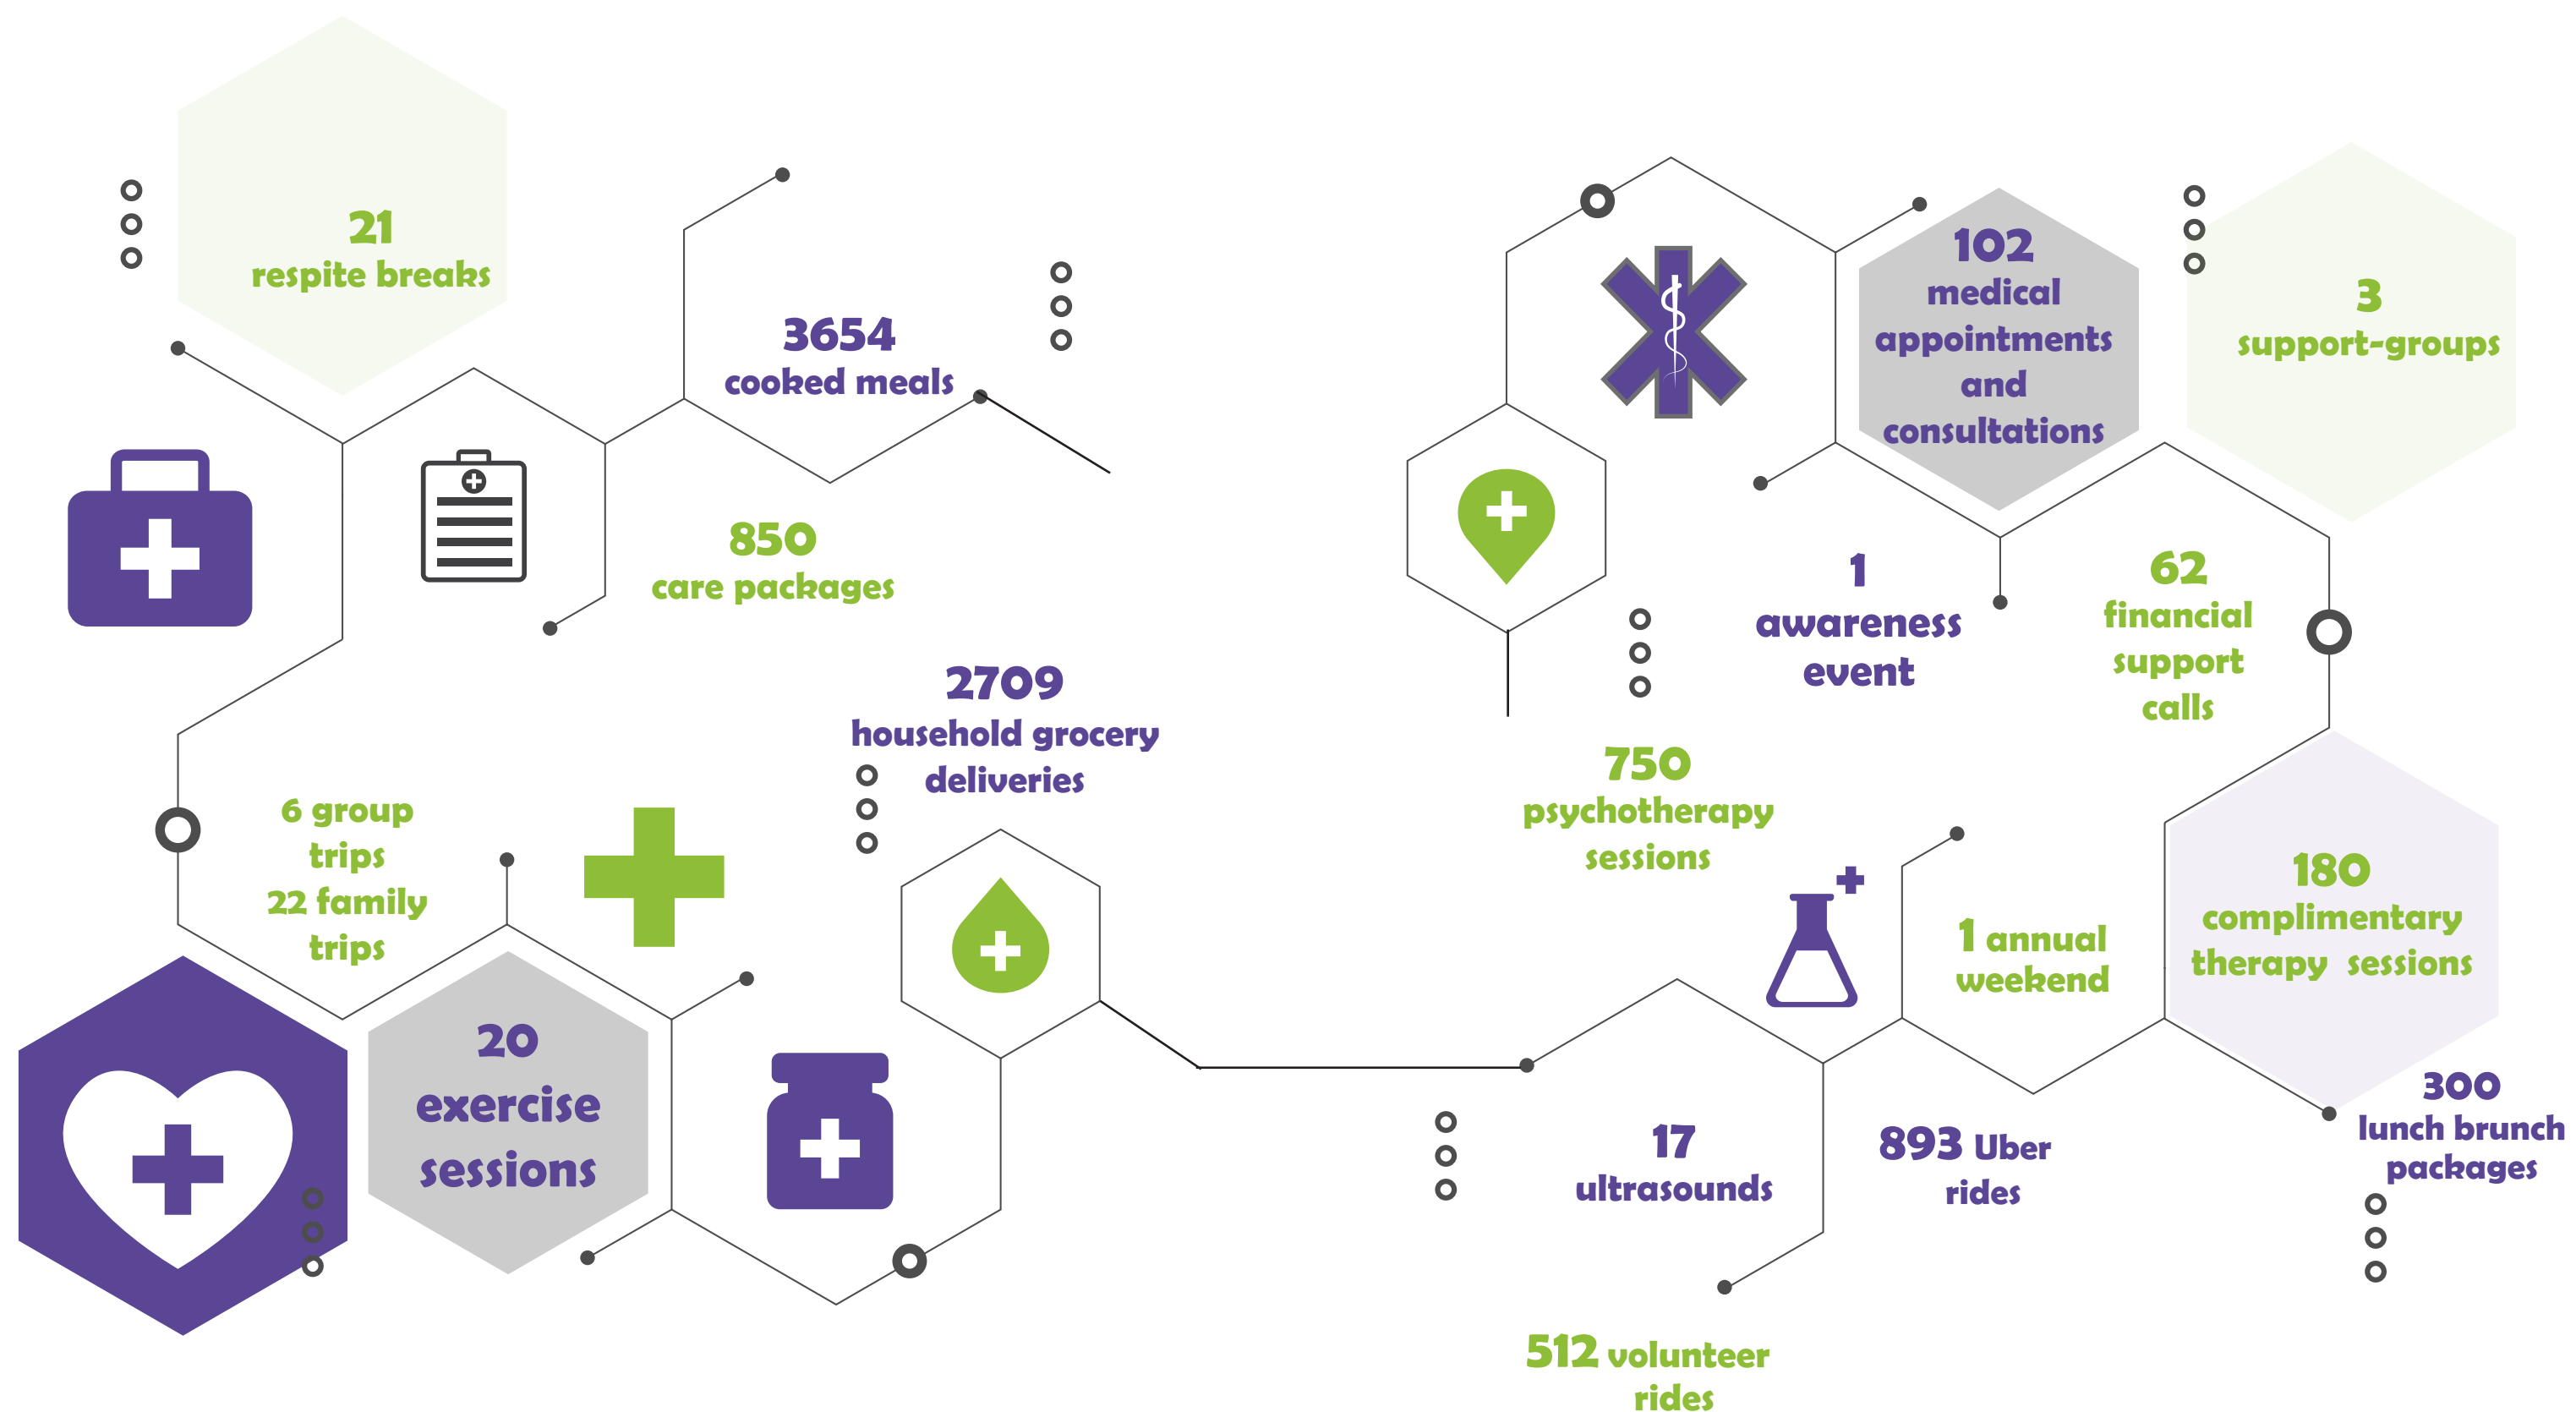 21
respite breaks
3654
cooked meals
850
care packages
2709
household grocery
deliveries
6 group
trips
22 family
trips
20
exercise
sessions
102
medical
appointments
and
consultations
3
support-groups
1
awareness
event
62
financial
support
calls
750
psychotherapy
sessions
1 annual
weekend
180
complimentary
therapy sessions
17
ultrasounds
893 Uber
rides
300
lunch brunch
packages
512 volunteer
rides